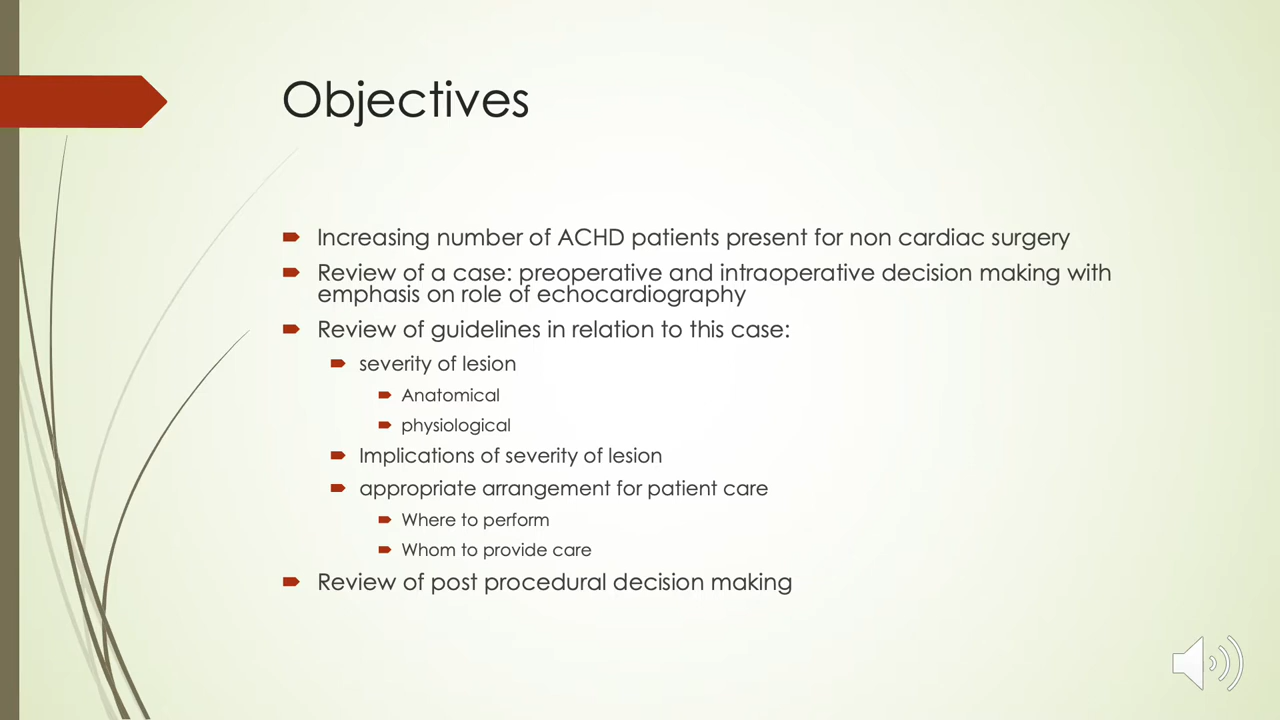 Objectives
Increasing number of ACHD patients present for non cardiac surgery
Review of a case: preoperative and intraoperative decision making with
emphasis on role of echocardiography
Review of guidelines in relation to this case:
severity of lesion
Anatomical
physiological
Implications of severity of lesion
appropriate arrangement for patient care
Where to perform
Whom to provide care
Review of post procedural decision making